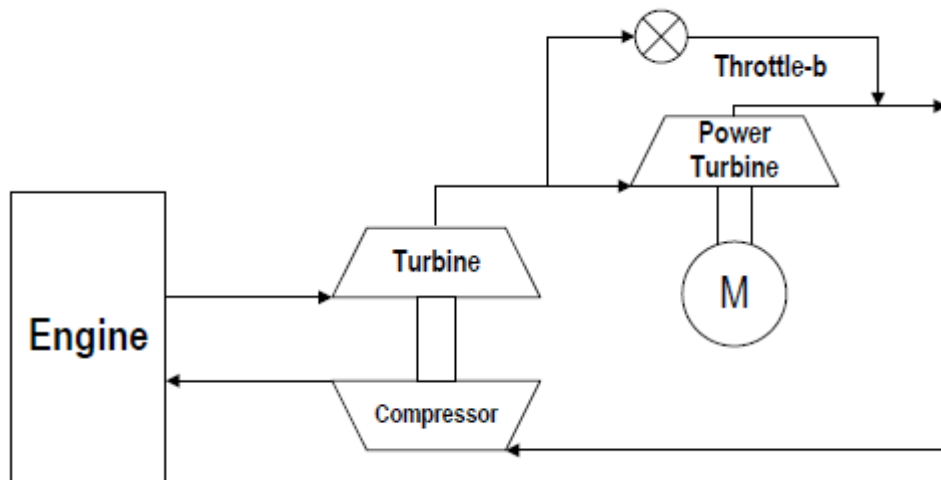 Throttle-b
Power
Turbine
Turbine
M
Engine
Compressor